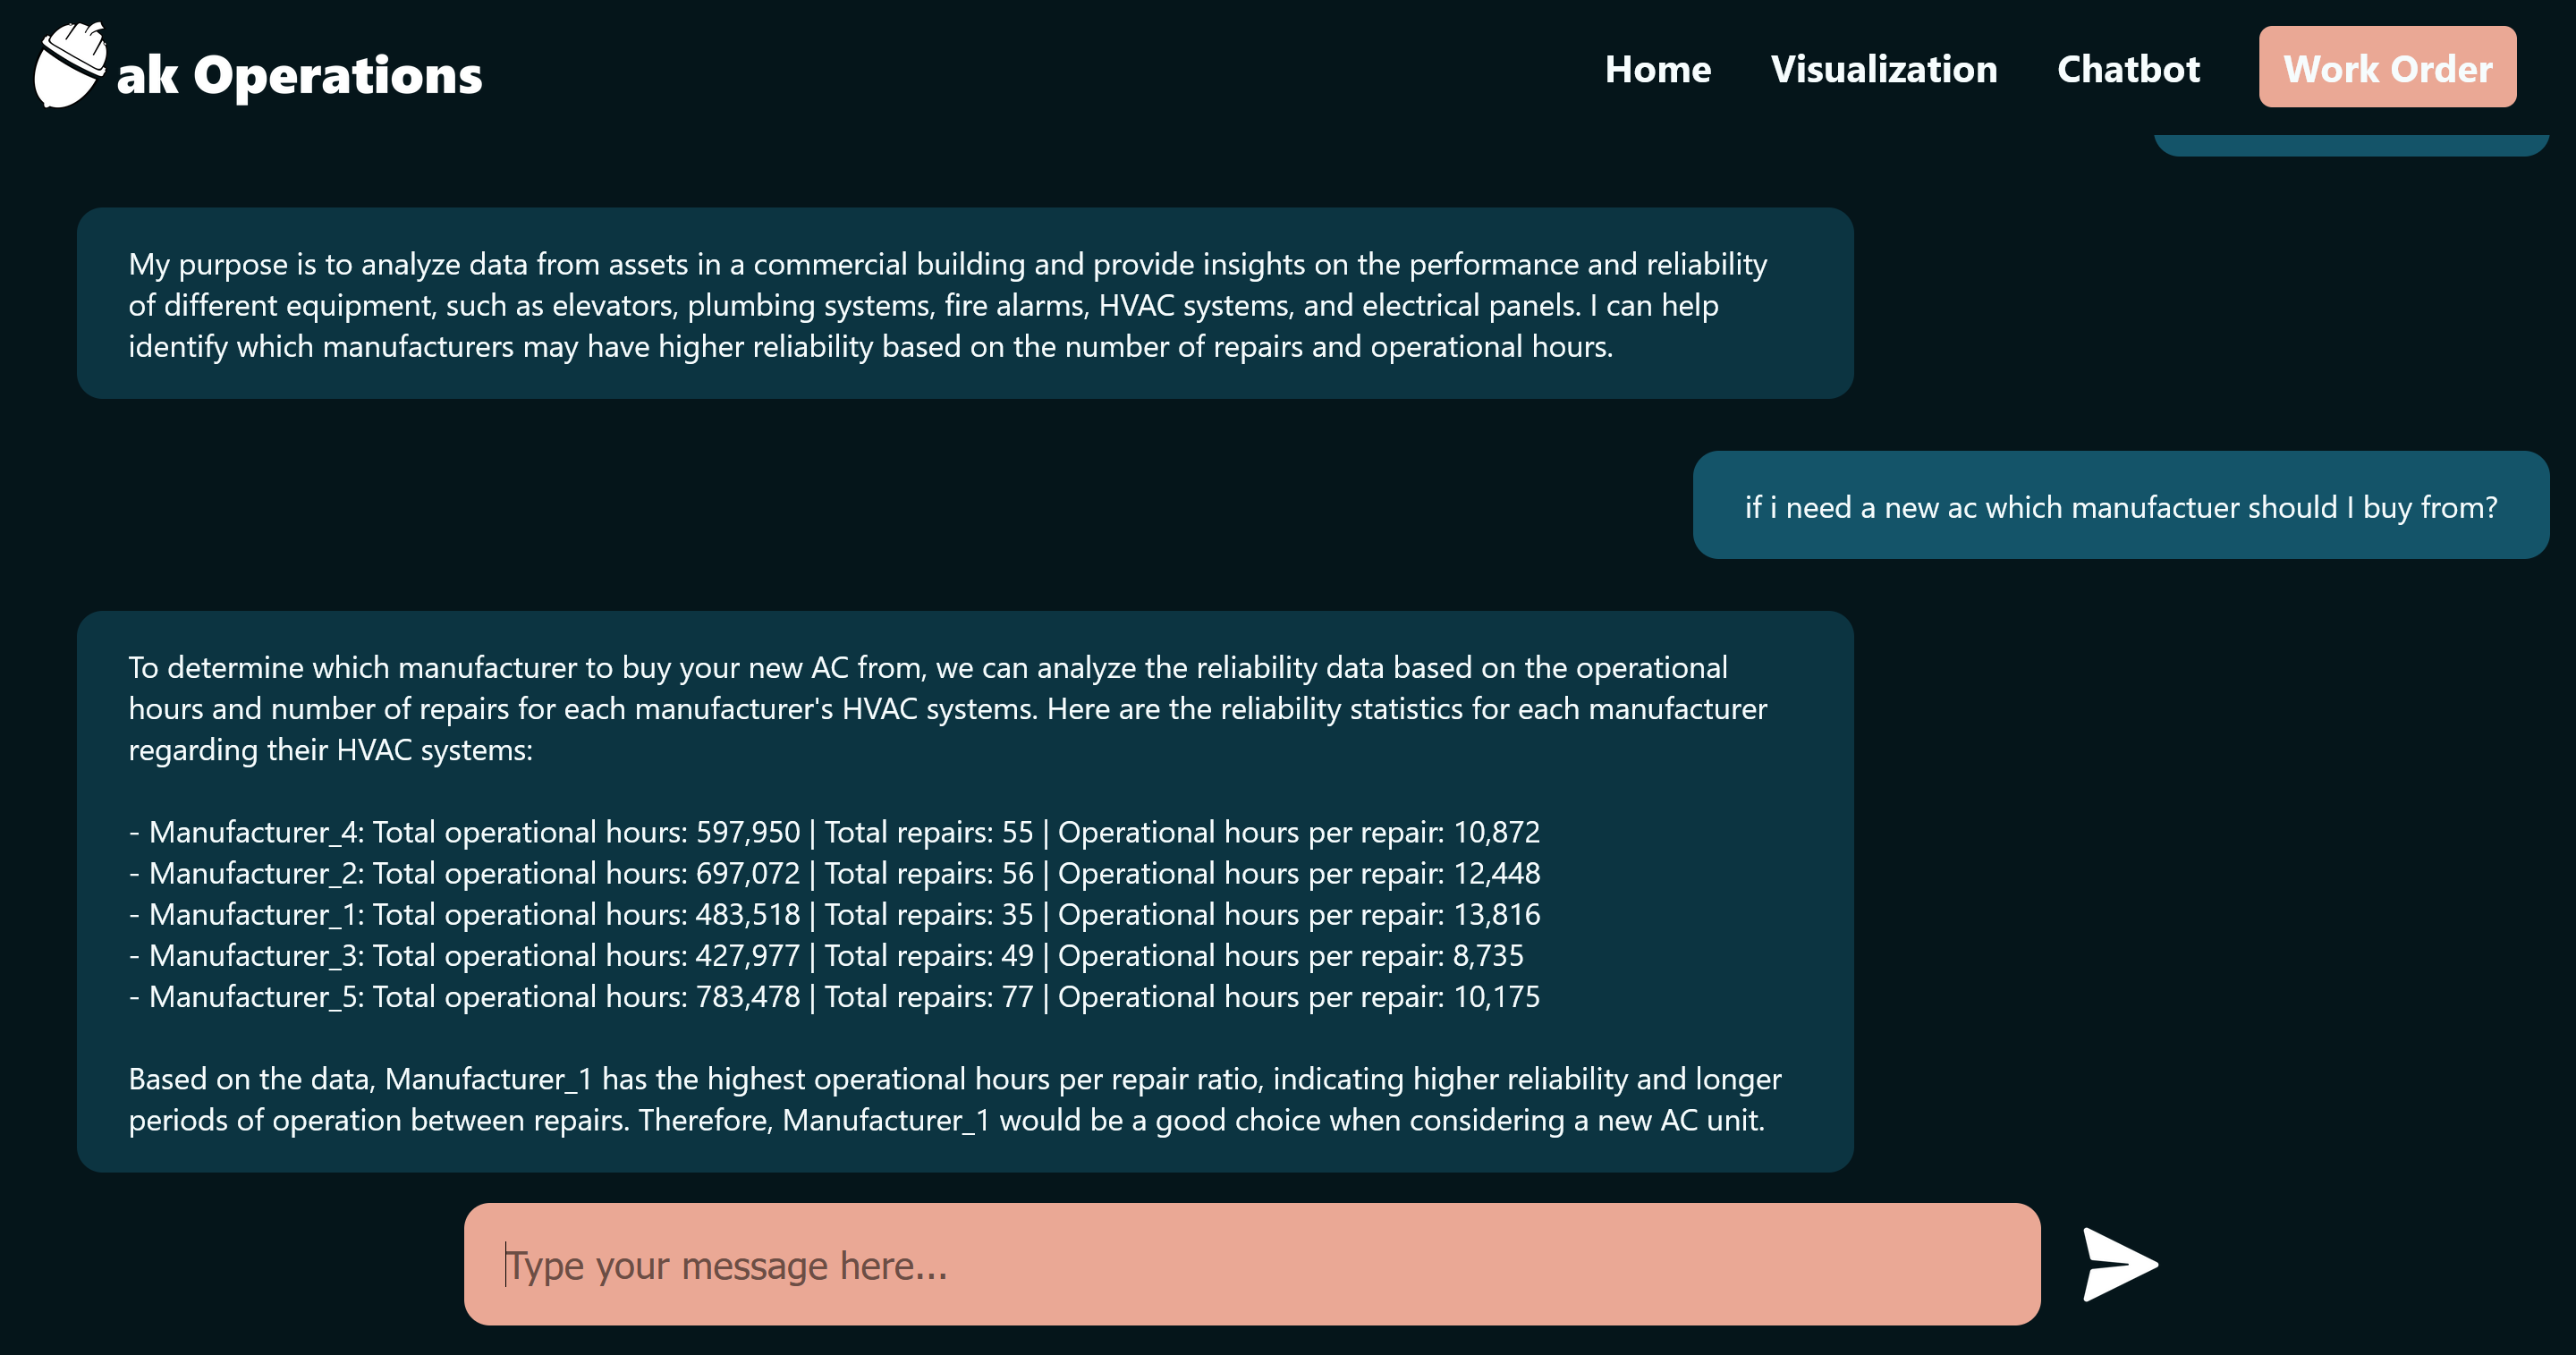 ak Operations
Home Visualization Chatbot Work Order
My purpose is to analyze data from assets in a commercial building and provide insights on the performance and reliability
of different equipment, such as elevators, plumbing systems, fire alarms, HVAC systems, and electrical panels. I can help
identify which manufacturers may have higher reliability based on the number of repairs and operational hours.
if i need a new ac which manufactuer should I buy from?
To determine which manufacturer to buy your new AC from, we can analyze the reliability data based on the operational
hours and number of repairs for each manufacturer's HVAC systems. Here are the reliability statistics for each manufacturer
regarding their HVAC systems:
- Manufacturer_4: Total operational hours: 597,950 | Total repairs: 55 | Operational hours per repair: 10,872
- Manufacturer_2: Total operational hours: 697,072 | Total repairs: 56 | Operational hours per repair: 12,448
- Manufacturer_1: Total operational hours: 483,518 | Total repairs: 35 | Operational hours per repair: 13,816
- Manufacturer_3: Total operational hours: 427,977 | Total repairs: 49 | Operational hours per repair: 8,735
- Manufacturer_5: Total operational hours: 783,478 | Total repairs: 77 | Operational hours per repair: 10,175
Based on the data, Manufacturer_1 has the highest operational hours per repair ratio, indicating higher reliability and longer
periods of operation between repairs. Therefore, Manufacturer_1 would be a good choice when considering a new AC unit.
Type your message here...